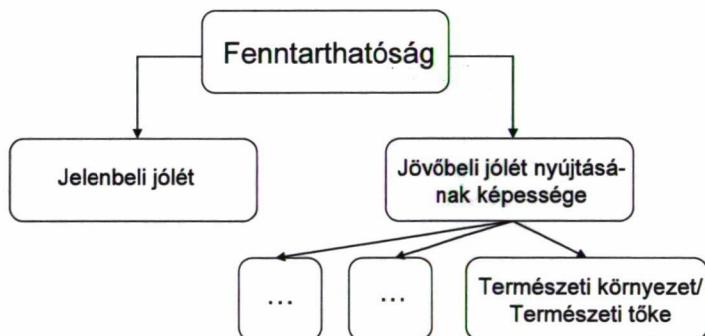 Fenntarthatóság
Jelenbeli jólét
Jövőbeli jólét nyújtásá-
nak képessége
...
...
Természeti környezet/
Természeti tőke